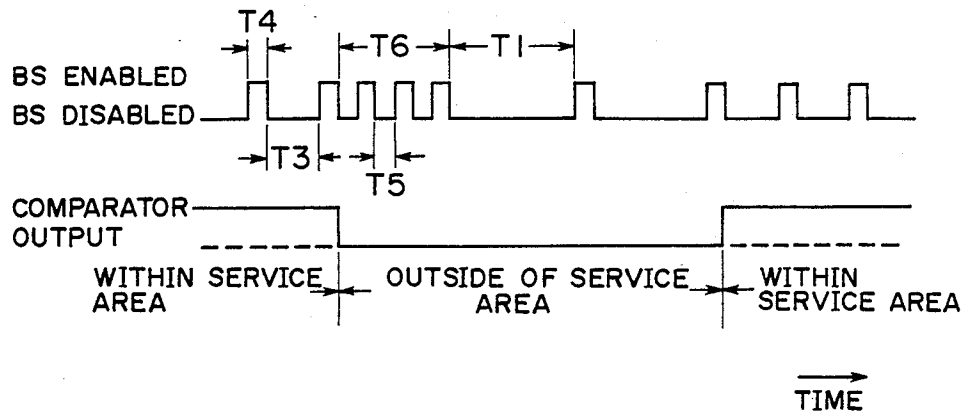 T4
T6
T1
BS ENABLED
BS DISABLED
T3
T5
COMPARATOR
OUTPUT
WITHIN SERVICE
AREA
OUTSIDE OF SERVICE
AREA
WITHIN
SERVICE AREA
TIME